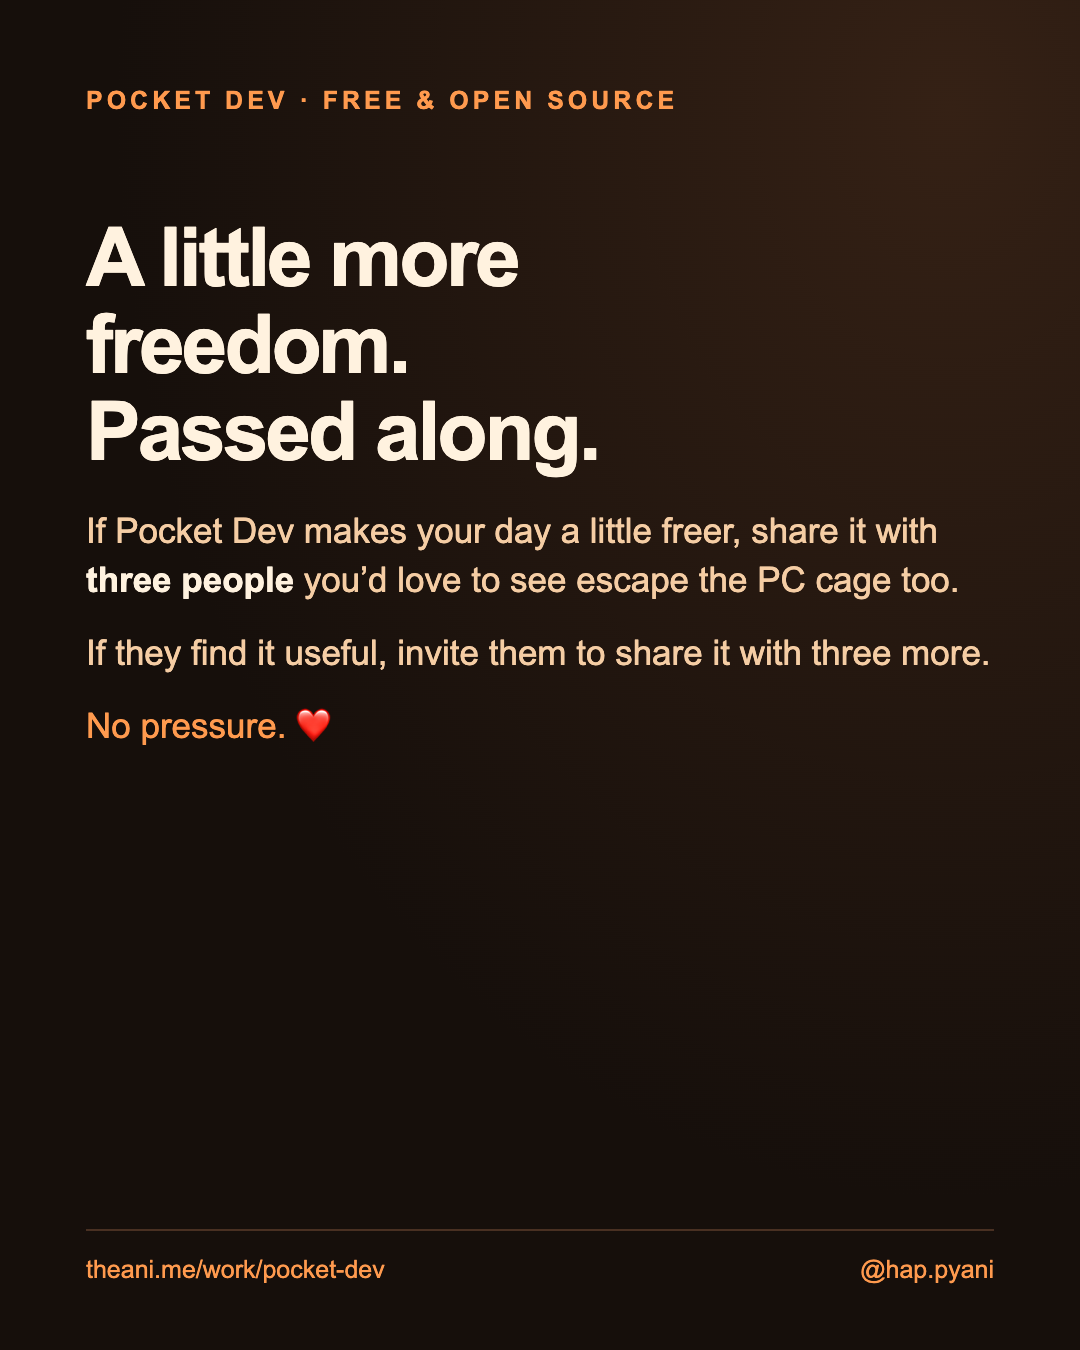 POCKET DEV · FREE & OPEN SOURCE
A little more
freedom.
Passed along.
If Pocket Dev makes your day a little freer, share it with
three people you’d love to see escape the PC cage too.
If they find it useful, invite them to share it with three more.
No pressure. ❤️
theani.me/work/pocket-dev
@hap.pyani